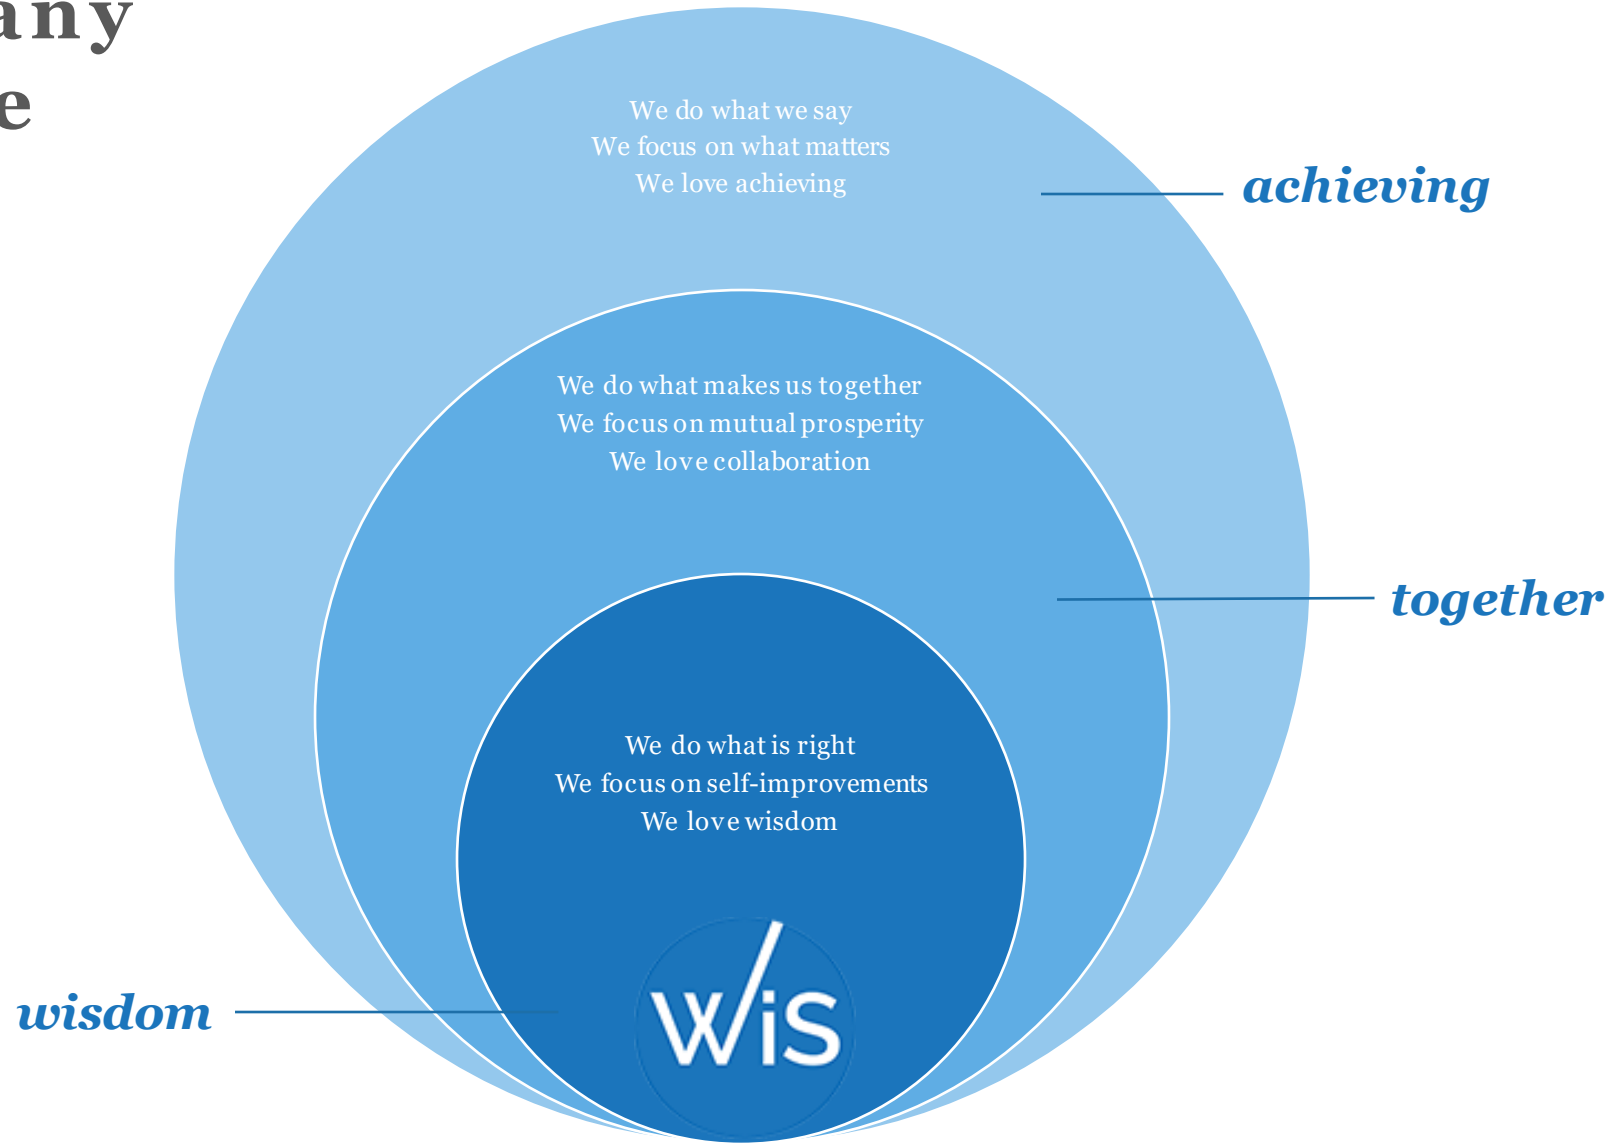 any
e
We do what we say
We focus on what matters
We love achieving
achieving
We do what makes us together
We focus on mutual prosperity
We love collaboration
together
We do what is right
We focus on self-improvements
We love wisdom
wisdom
WiS